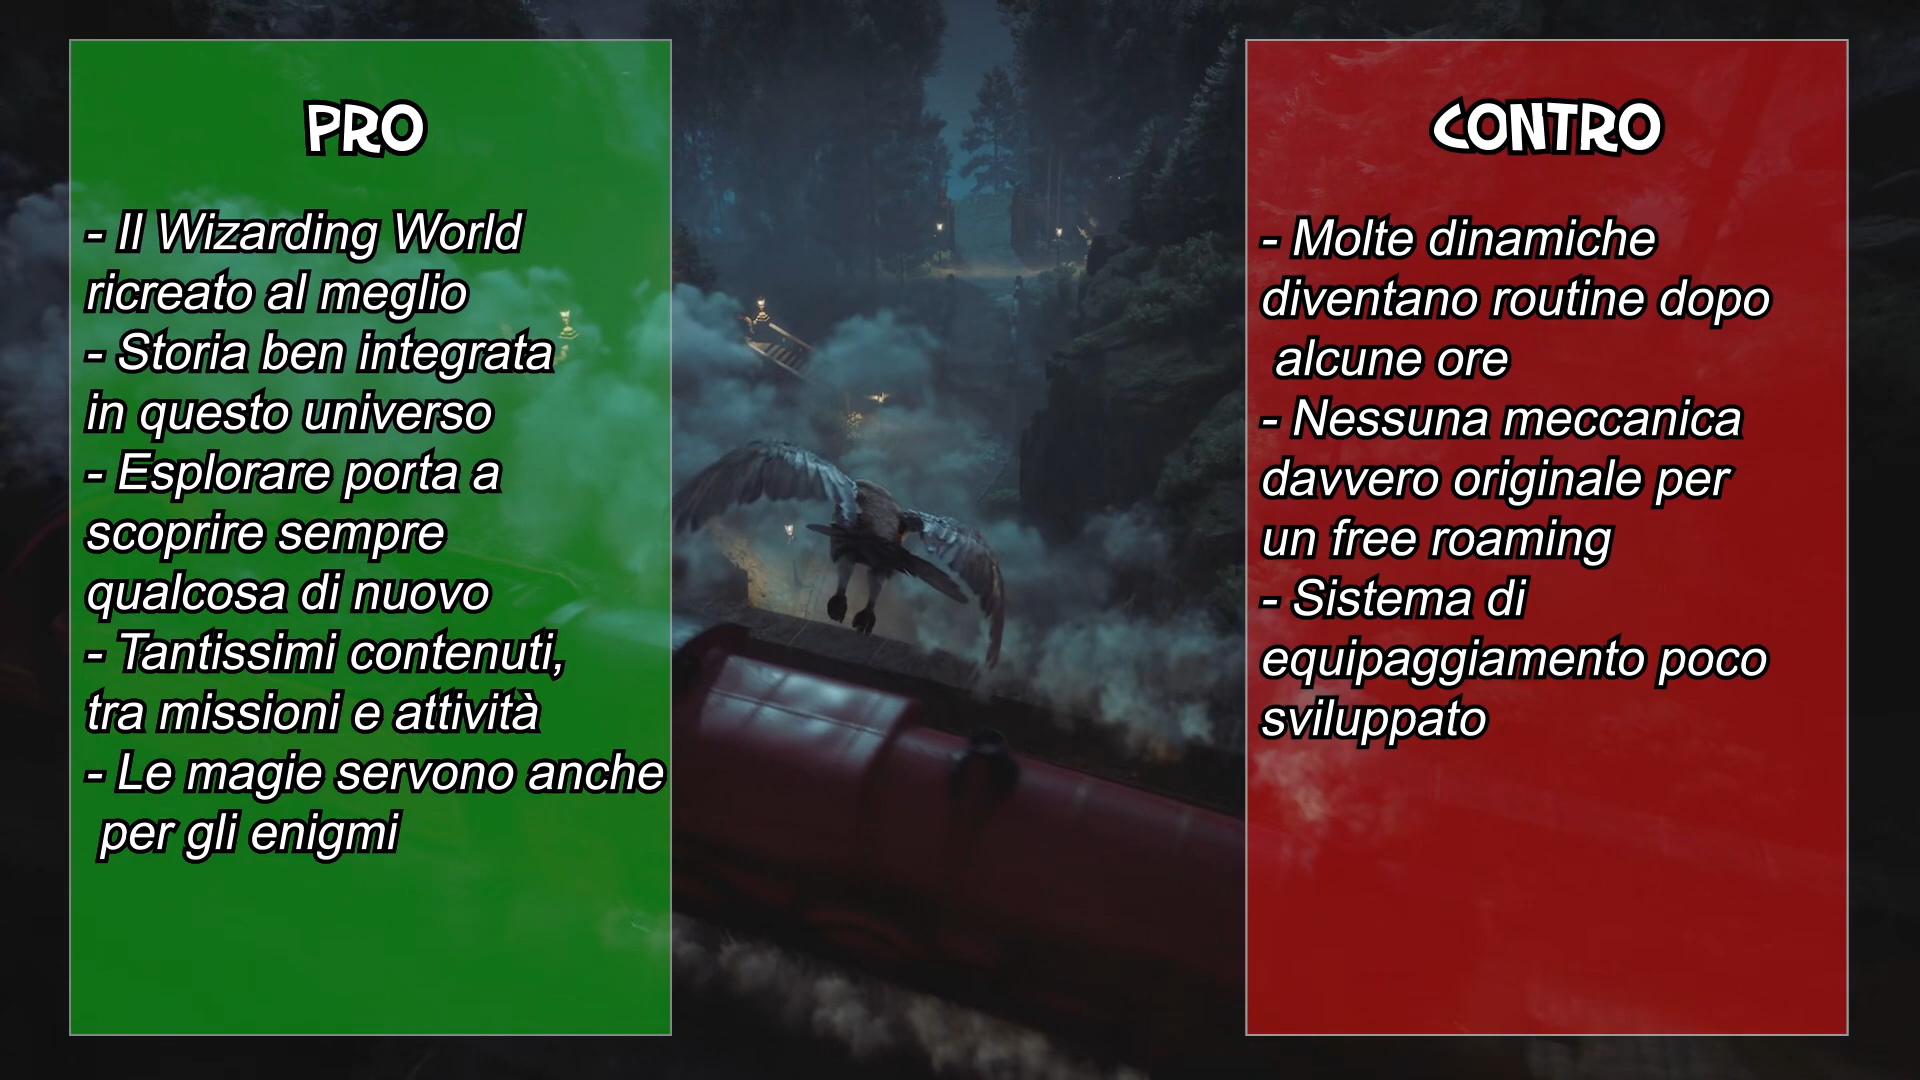 PRO
- Il Wizarding World
ricreato al meglio
- Storia ben integrata
in questo universo
- Esplorare porta a
scoprire sempre
qualcosa di nuovo
- Tantissimi contenuti,
tra missioni e attività
- Le magie servono anche
per gli enigmi
CONTRO
- Molte dinamiche
diventano routine dopo
alcune ore
- Nessuna meccanica
davvero originale per
un free roaming
- Sistema di
equipaggiamento poco
sviluppato